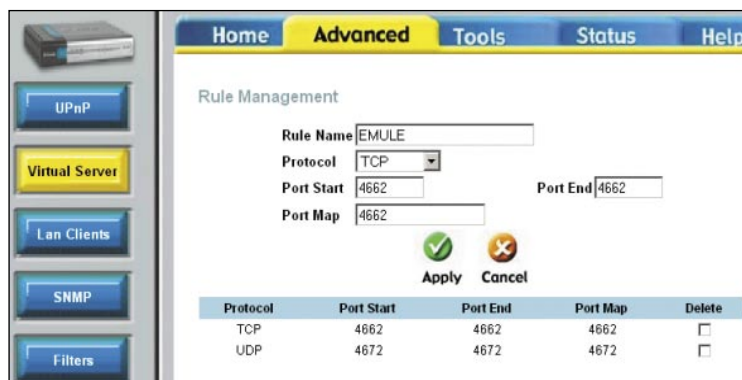 Home Advanced Tools Status Help
UPnP
Virtual Server
Lan Clients
SNMP
Filters
Rule Management
Rule Name EMULE
Protocol TCP
Port Start 4662 Port End 4662
Port Map 4662
Apply Cancel
Protocol Port Start Port End Port Map Delete
TCP 4662 4662 4662
UDP 4672 4672 4672